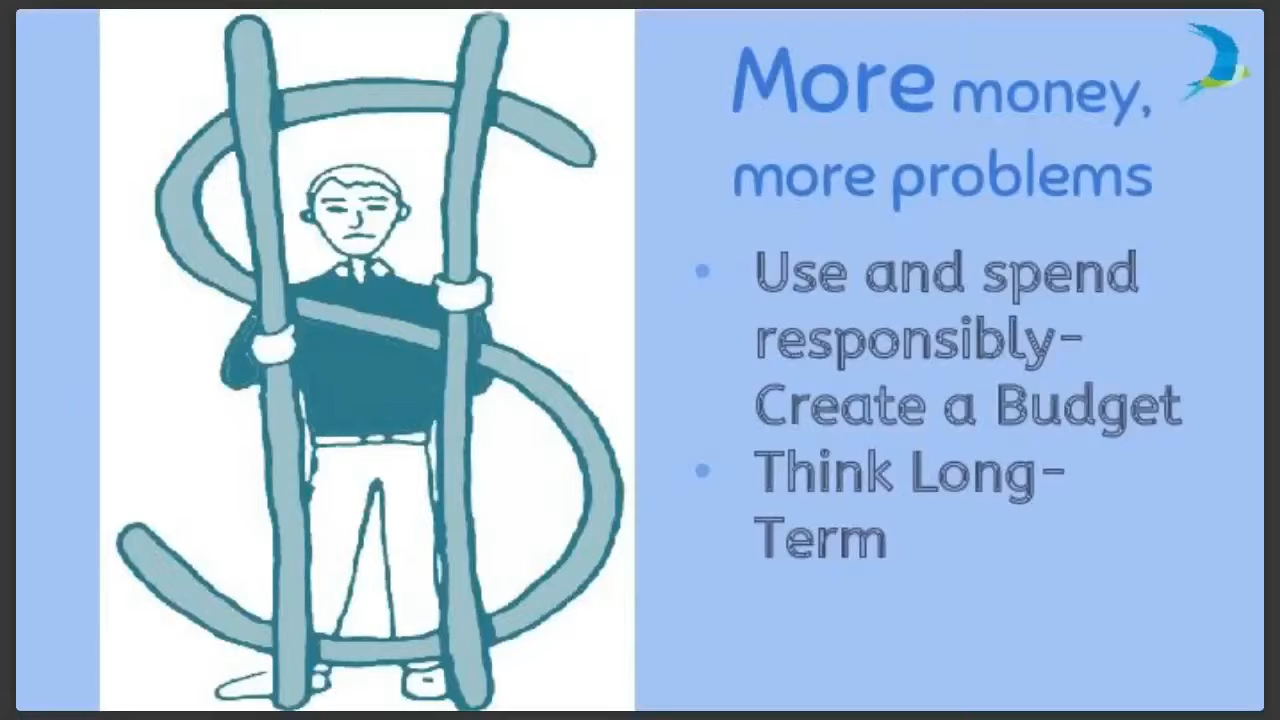 More money,
more problems
• Use and spend
responsibly-
Create a Budget
• Think Long-
Term